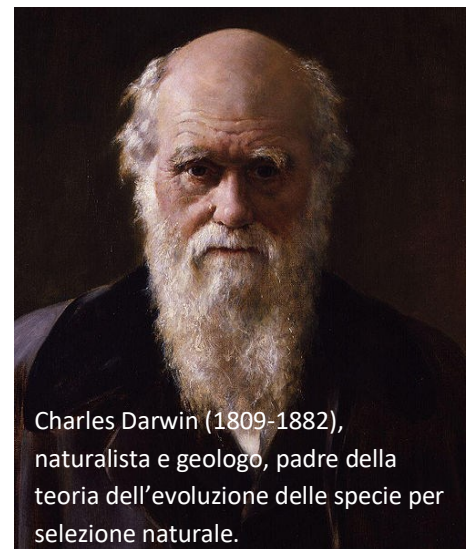 Charles Darwin (1809-1882),
naturalista e geologo, padre della
teoria dell’evoluzione delle specie per
selezione naturale.